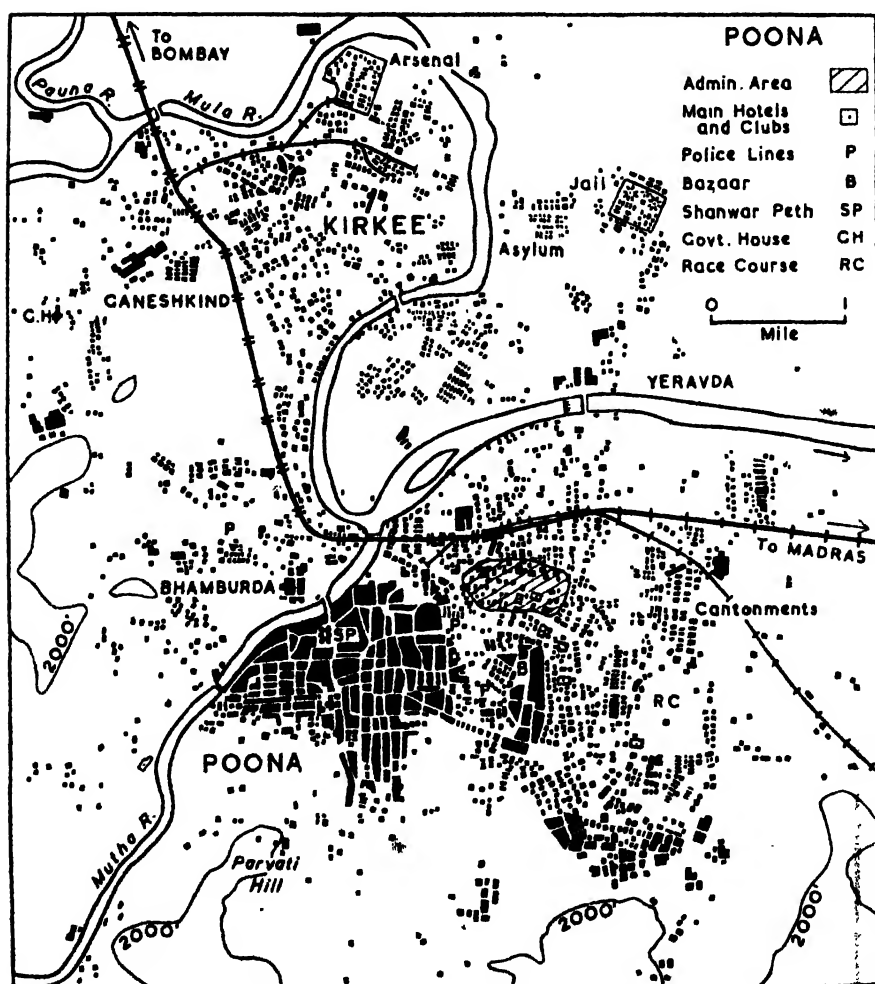 POONA
Admin. Area
Main Hotels
and Clubs
Police Lines P
Bazaar B
Shanwar Peth SP
Govt. House GH
Race Course RC
0 1
Mile
To
BOMBAY
Arsenal
Pauna R.
Mula R.
Jail
KIRKEE
Asylum
GANESHKIND
G.H.
YERAVDA
P
To MADRAS
BHAMBURDA
Cantonments
2000'
SP
P
B
P
RC
POONA
Mutha R.
Parvati
Hill
2000'
2000'
2000'